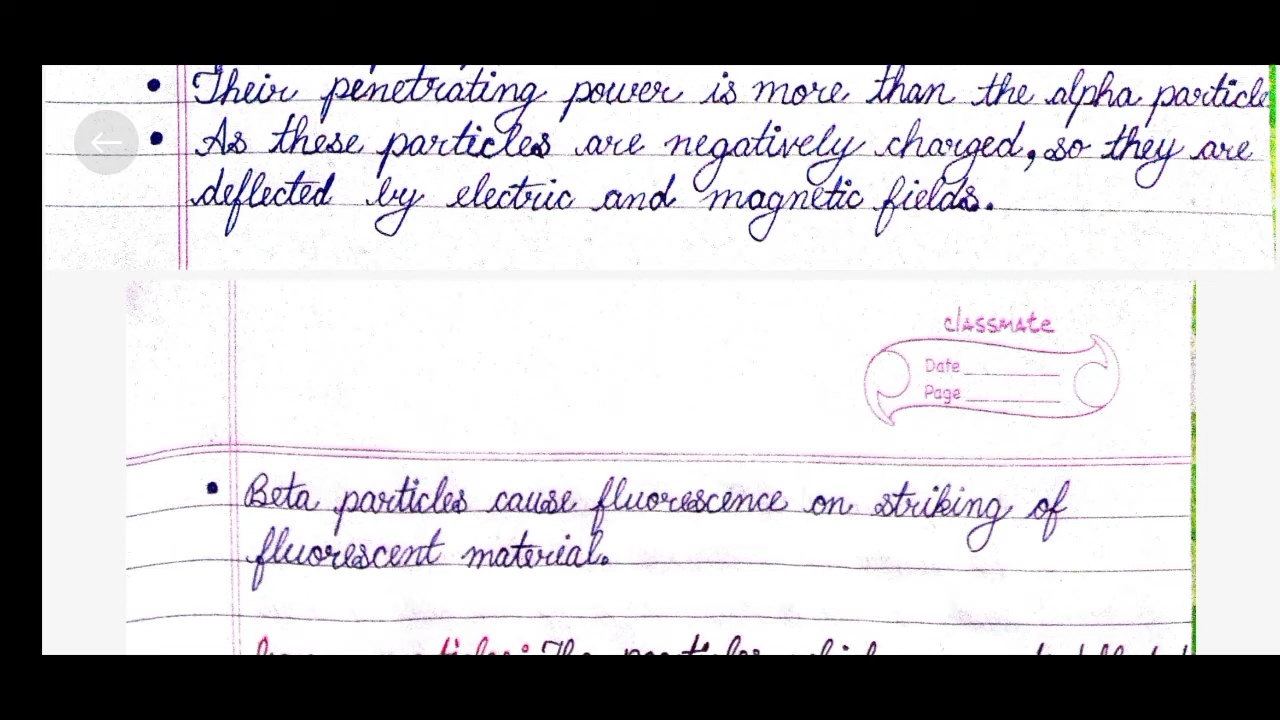 • Their penetrating power is more than the alpha particle
• As these particles are negatively charged, so they are
deflected by electric and magnetic fields.
classmate
Date
Page
• Beta particles cause fluorescence on striking of
fluorescent material.